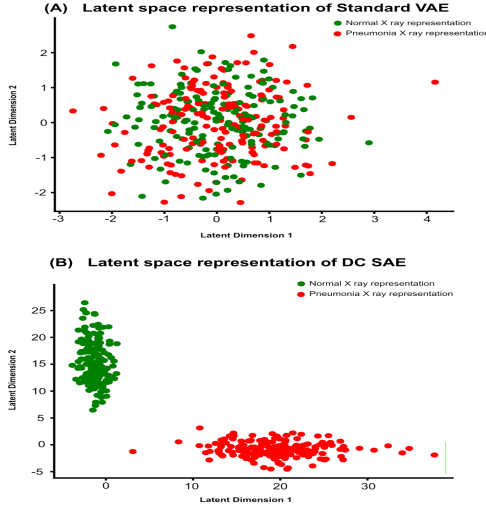 (A) Latent space representation of Standard VAE
Normal X ray representation
Pneumonia X ray representation
Latent Dimension 2
2
1
0
-1
-2
-3 -2 -1 0 1 2 3 4
Latent Dimension 1
(B) Latent space representation of DC SAE
Normal X ray representation
Pneumonia X ray representation
Latent Dimension 2
25
20
15
10
5
0
-5
0 10 20 30
Latent Dimension 1